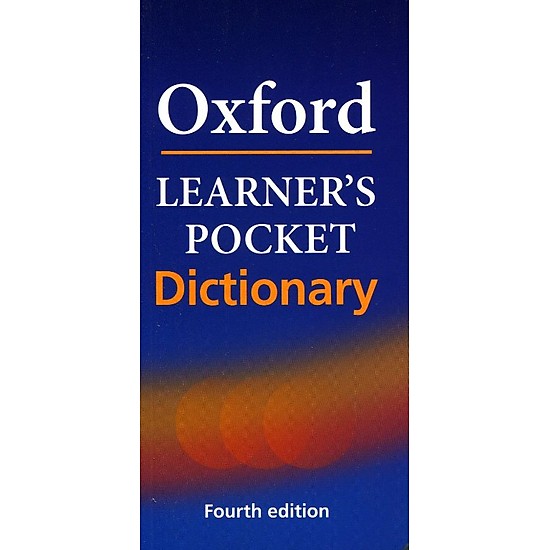 Oxford
LEARNER'S
POCKET
Dictionary
Fourth edition